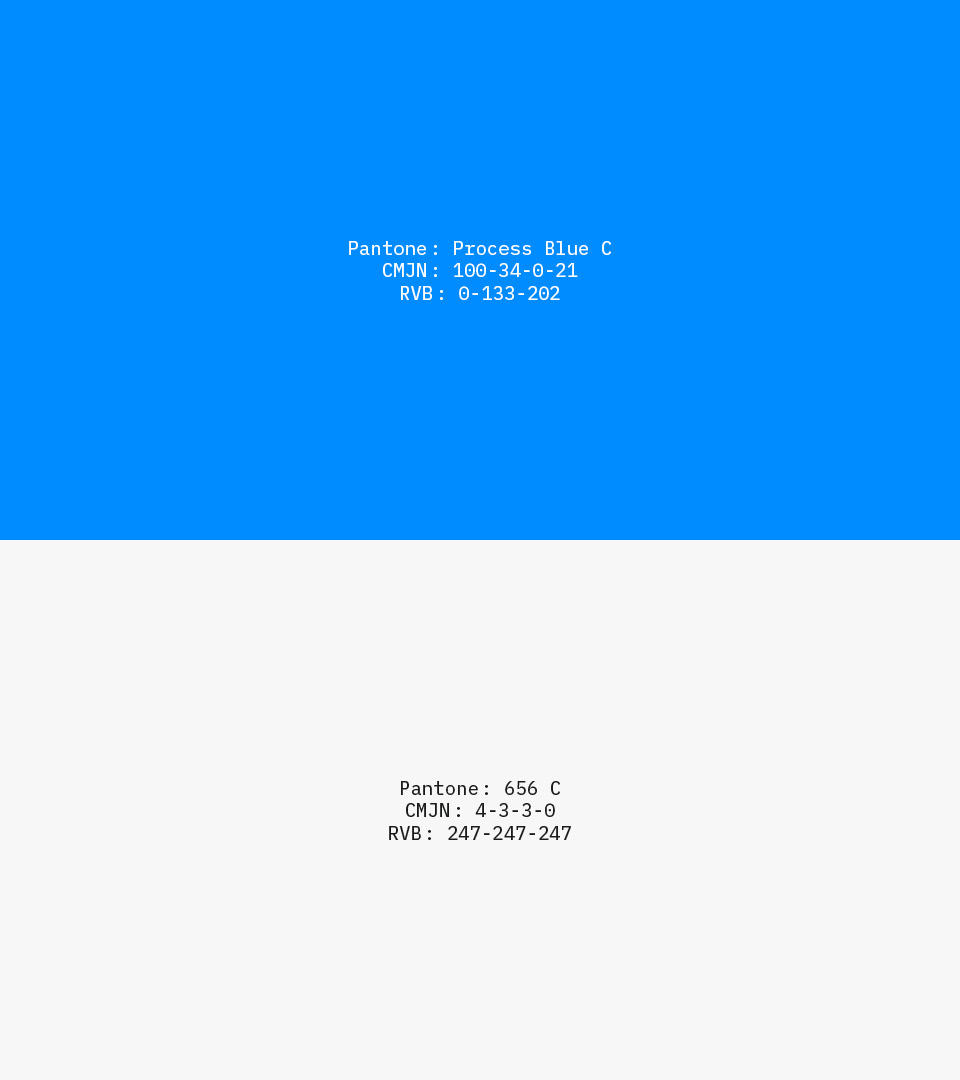 Pantone : Process Blue C
CMJN : 100-34-0-21
RVB : 0-133-202
Pantone : 656 C
CMJN : 4-3-3-0
RVB : 247-247-247